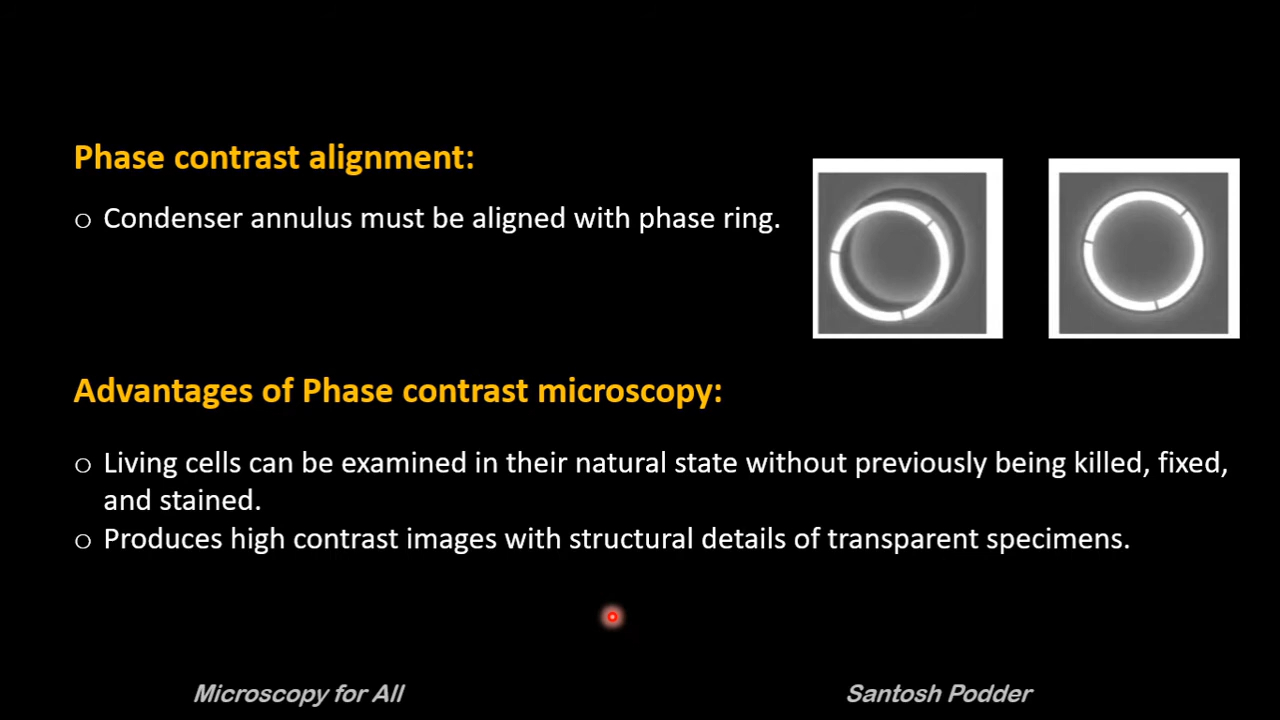 Phase contrast alignment:
○ Condenser annulus must be aligned with phase ring.
Advantages of Phase contrast microscopy:
○ Living cells can be examined in their natural state without previously being killed, fixed,
and stained.
○ Produces high contrast images with structural details of transparent specimens.
Microscopy for All
Santosh Podder